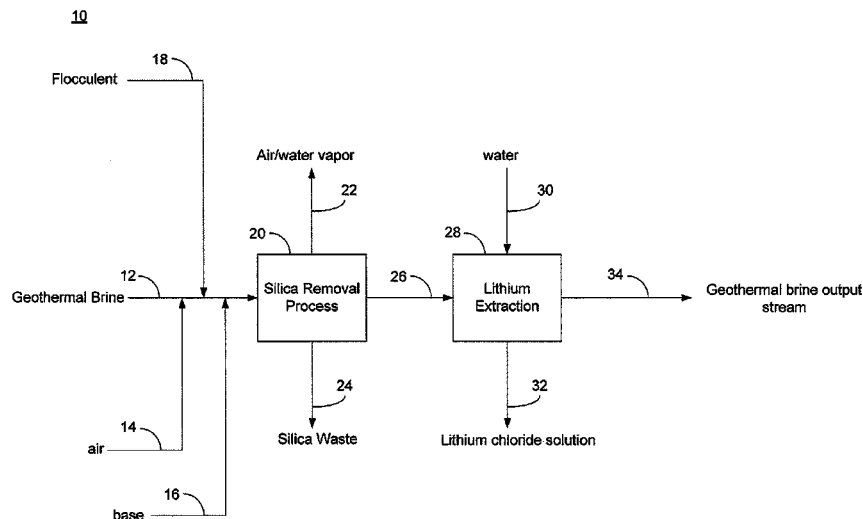 10
18
Flocculent
Air/water vapor
water
22
30
20
28
12
Silica Removal
Process
26
Lithium
Extraction
34
Geothermal Brine
Geothermal brine output
stream
24
32
14
Silica Waste
Lithium chloride solution
air
16
base